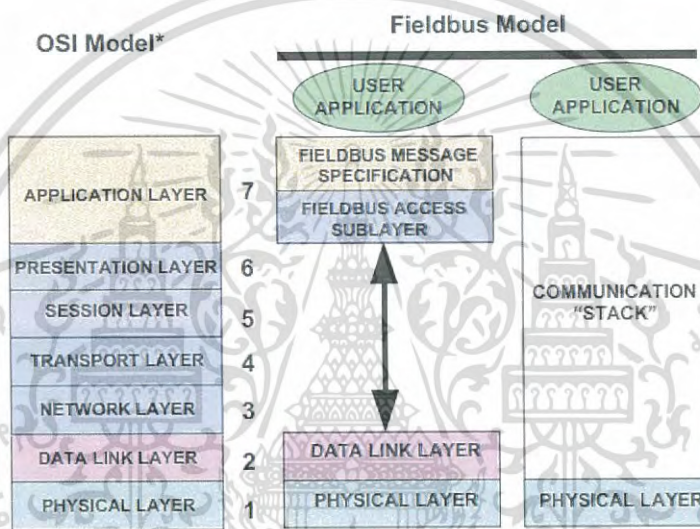 OSI Model*
Fieldbus Model
USER
APPLICATION
USER
APPLICATION
APPLICATION LAYER
7
FIELDBUS MESSAGE
SPECIFICATION
FIELDBUS ACCESS
SUBLAYER
PRESENTATION LAYER
6
SESSION LAYER
5
TRANSPORT LAYER
4
NETWORK LAYER
3
COMMUNICATION
"STACK"
DATA LINK LAYER
2
DATA LINK LAYER
PHYSICAL LAYER
1
PHYSICAL LAYER
PHYSICAL LAYER